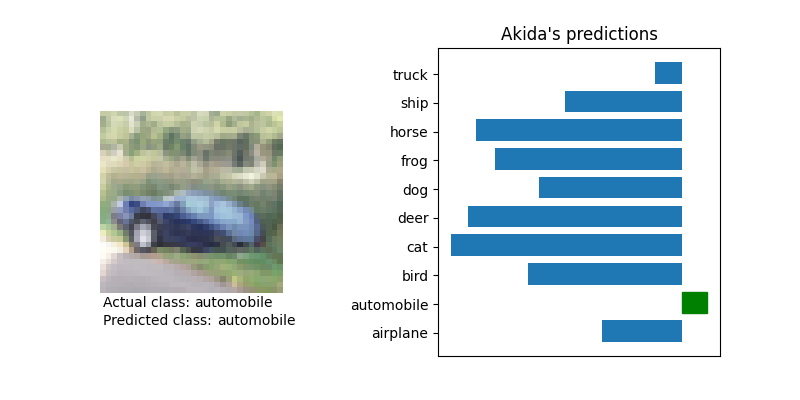 Akida's predictions
truck
ship
horse
frog
dog
deer
cat
bird
automobile
airplane
Actual class: automobile
Predicted class: automobile